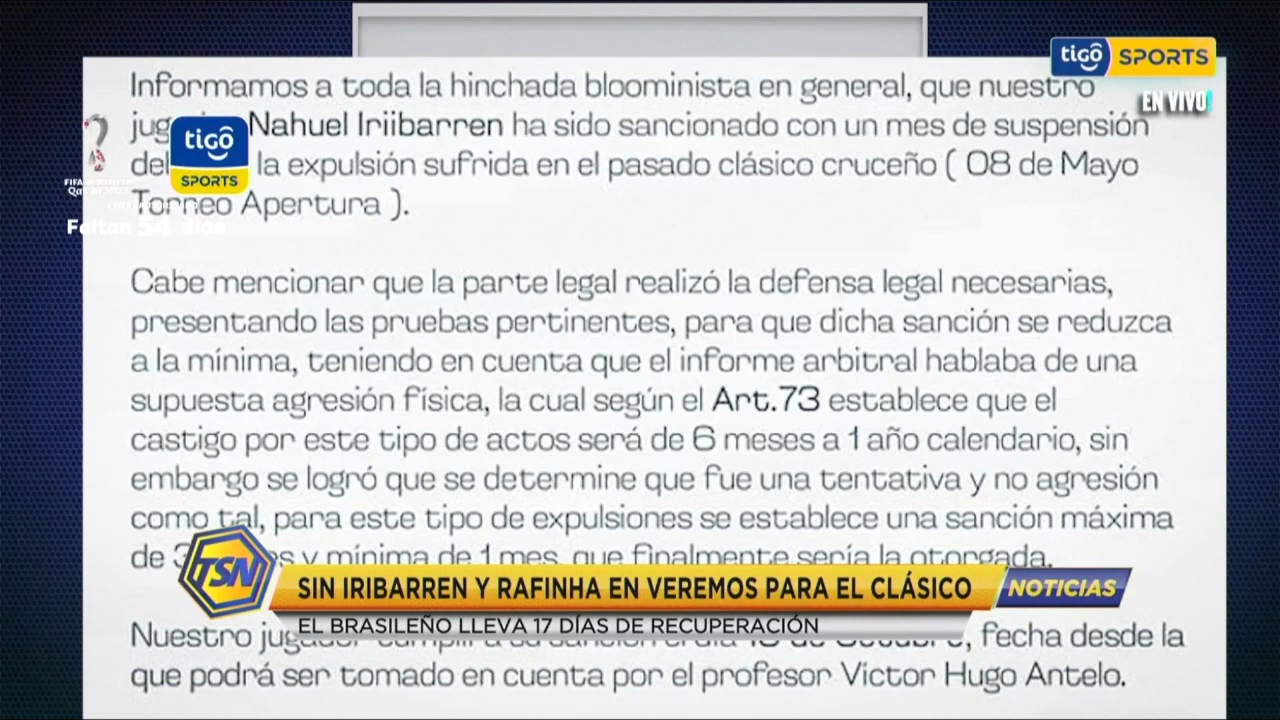 tigo SPORTS
EN VIVO
Informamos a toda la hinchada bloominista en general, que nuestro
Nahuel Iriibarren ha sido sancionado con un mes de suspensión
tigo
SPORTS
la expulsión sufrida en el pasado clásico cruceño ( 08 de Mayo
Torneo Apertura ).
Faltan 54 días
Cabe mencionar que la parte legal realizó la defensa legal necesarias,
presentando las pruebas pertinentes, para que dicha sanción se reduzca
a la mínima, teniendo en cuenta que el informe arbitral hablaba de una
supuesta agresión física, la cual según el Art.73 establece que el
castigo por este tipo de actos será de 6 meses a 1 año calendario, sin
embargo se logró que se determine que fue una tentativa y no agresión
como tal, para este tipo de expulsiones se establece una sanción máxima
de 3 y mínima de 1 mes, que finalmente sería la otorgada.
TSN
SIN IRIBARREN Y RAFINHA EN VEREMOS PARA EL CLÁSICO
NOTICIAS
EL BRASILEÑO LLEVA 17 DÍAS DE RECUPERACIÓN
Nuestro fecha desde la
que podrá ser tomado en cuenta por el profesor Víctor Hugo Antelo.